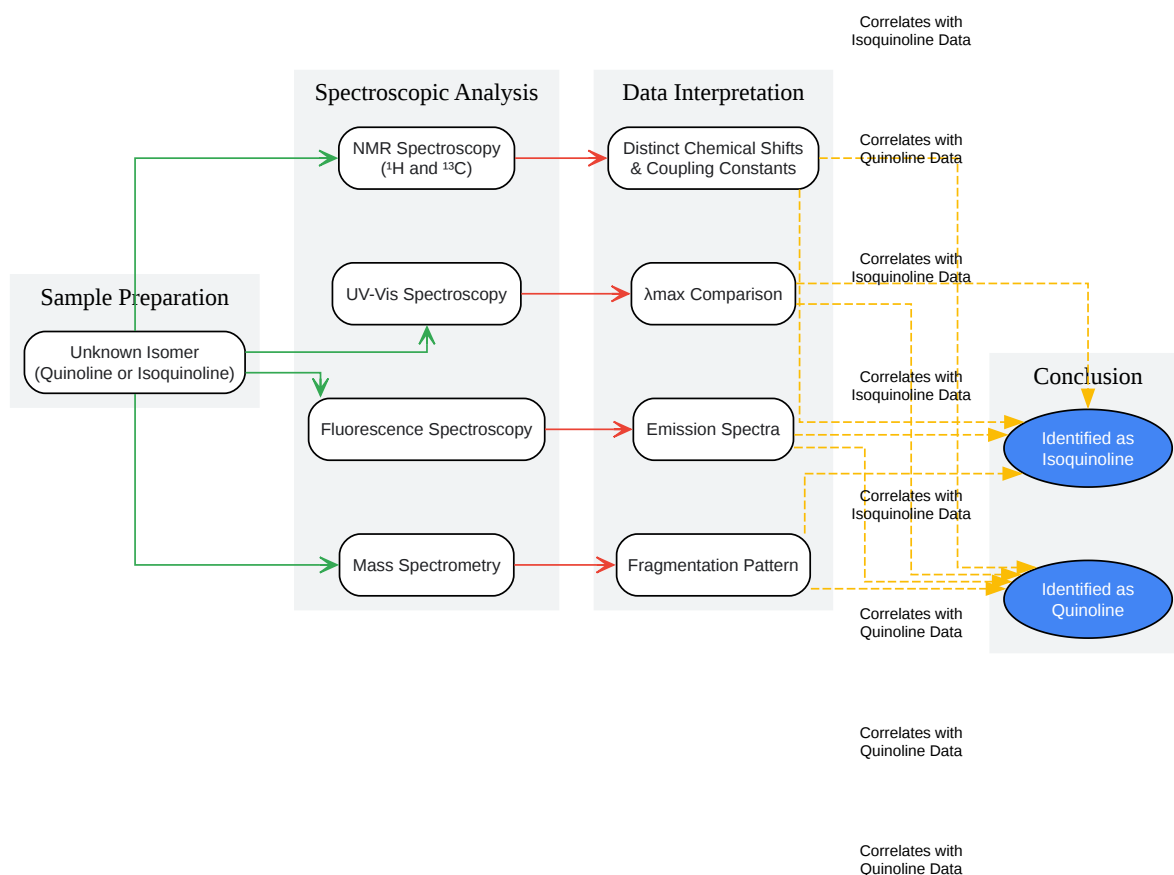 Sample Preparation
Unknown Isomer
(Quinoline or Isoquinoline)
Spectroscopic Analysis
NMR Spectroscopy
(¹H and ¹³C)
UV-Vis Spectroscopy
Fluorescence Spectroscopy
Mass Spectrometry
Data Interpretation
Distinct Chemical Shifts
& Coupling Constants
λmax Comparison
Emission Spectra
Fragmentation Pattern
Correlates with
Isoquinoline Data
Correlates with
Quinoline Data
Correlates with
Isoquinoline Data
Correlates with
Isoquinoline Data
Correlates with
Isoquinoline Data
Correlates with
Quinoline Data
Correlates with
Quinoline Data
Correlates with
Quinoline Data
Conclusion
Identified as
Isoquinoline
Identified as
Quinoline